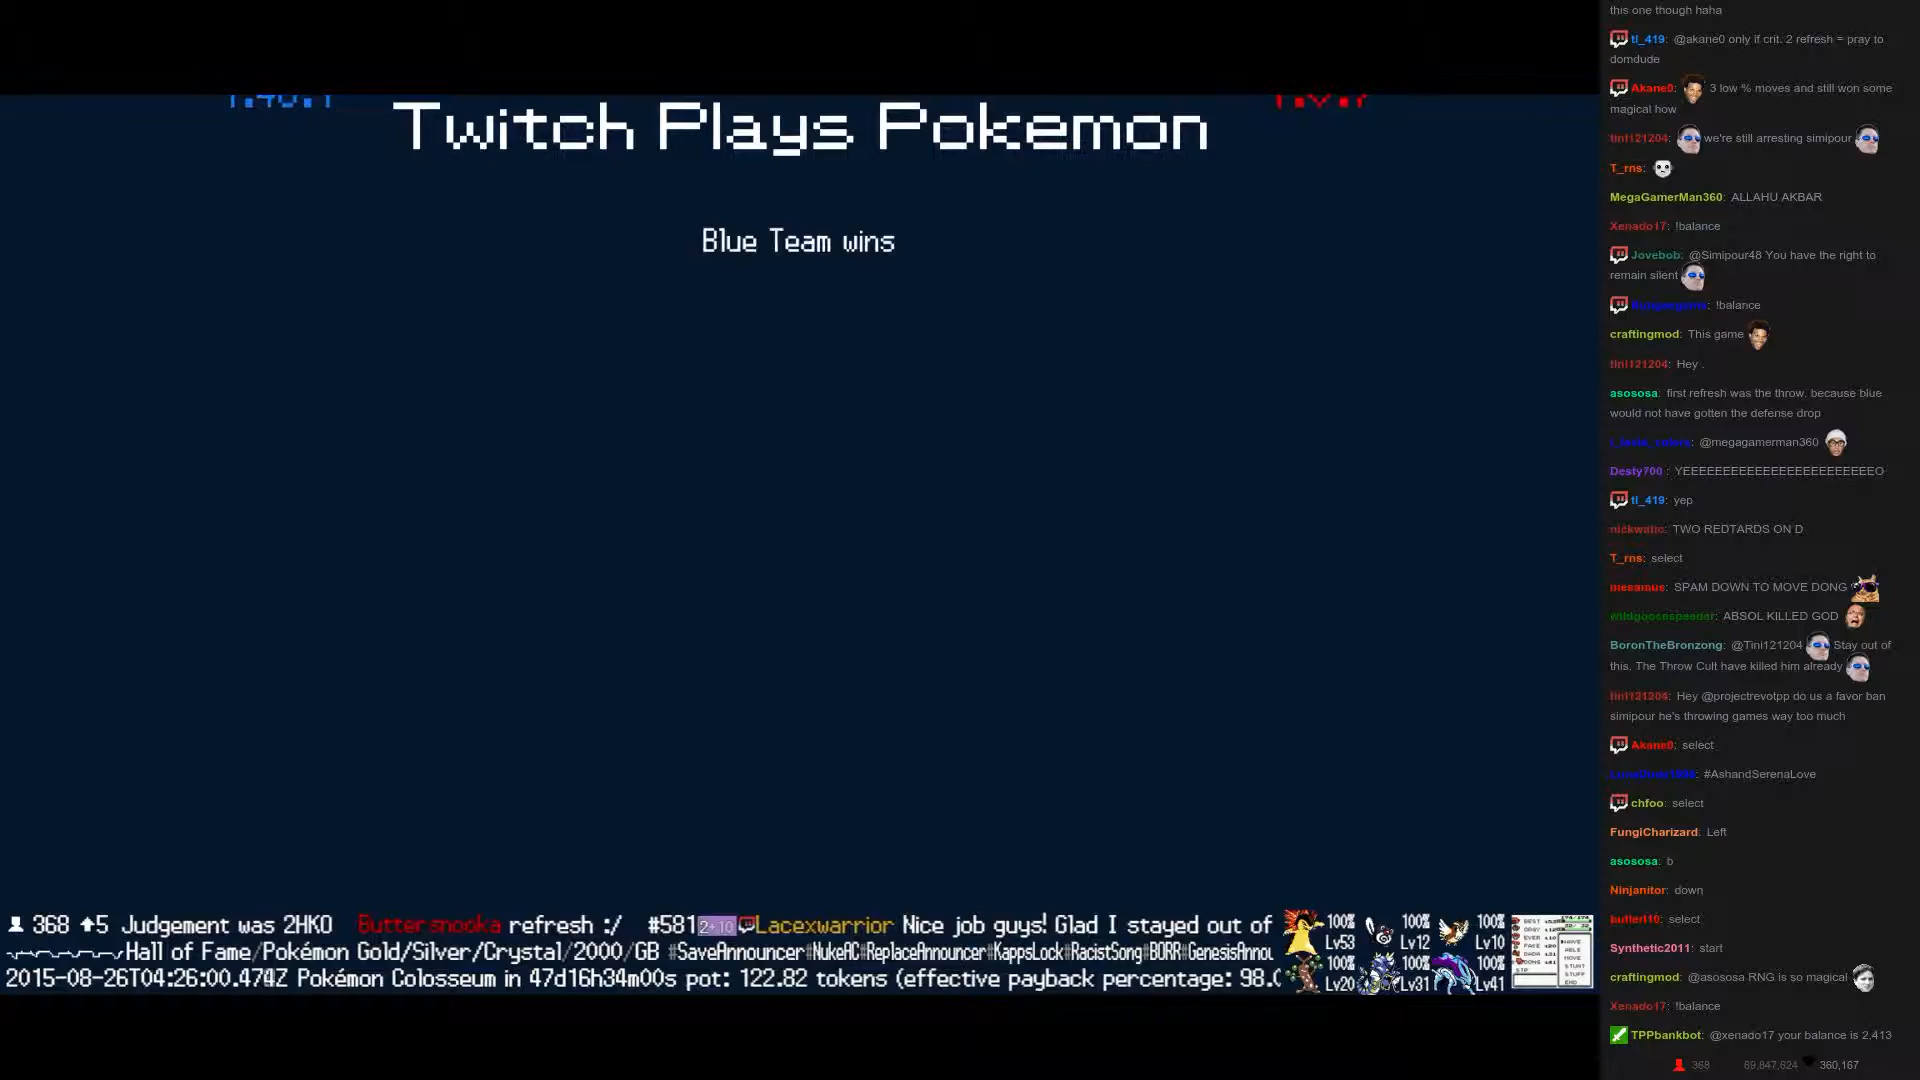 Twitch Plays Pokemon
Blue Team wins
368 5 Judgement was 2HKO Buttersnooka refresh :/ #581 2+10 Lacexwarrior Nice job guys! Glad I stayed out of
Hall of Fame/Pokémon Gold/Silver/Crystal/2000/GB #SaveAnnouncer#NukeAC#ReplaceAnnouncer#KappsLock#RacistSong#BORR#GenesisAnnou
2015-08-26T04:26:00.474Z Pokémon Colosseum in 47d16h34m00s pot: 122.82 tokens (effective payback percentage: 98.0
100% 100% 100%
Lv53 Lv12 Lv10
100% 100% 100%
Lv20 Lv31 Lv41
this one though haha
tl_419: @akane0 only if crit. 2 refresh = pray to
domdude
Akane0: 3 low % moves and still won some
magical how
tini121204: we're still arresting simipour
T_rns:
MegaGamerMan360: ALLAHU AKBAR
Xenado17: !balance
Jovebob: @Simipour48 You have the right to
remain silent
: !balance
craftingmod: This game
tini121204: Hey .
asososa: first refresh was the throw, because blue
would not have gotten the defense drop
: @megagamerman360
Desty700 : YEEEEEEEEEEEEEEEEEEEEEEEEO
tl_419: yep
nickwatic: TWO REDTARDS ON D
T_rns: select
mesamus: SPAM DOWN TO MOVE DONG
wildgoosespeeder: ABSOL KILLED GOD
BoronTheBronzong: @Tini121204 Stay out of
this. The Throw Cult have killed him already
tini121204: Hey @projectrevotpp do us a favor ban
simipour he's throwing games way too much
Akane0: select
: #AshandSerenaLove
chfoo: select
FungiCharizard: Left
asososa: b
Ninjanitor: down
: select
Synthetic2011: start
craftingmod: @asososa RNG is so magical
Xenado17: !balance
TPPbankbot: @xenado17 your balance is 2,413
368 69,847,624 360,167